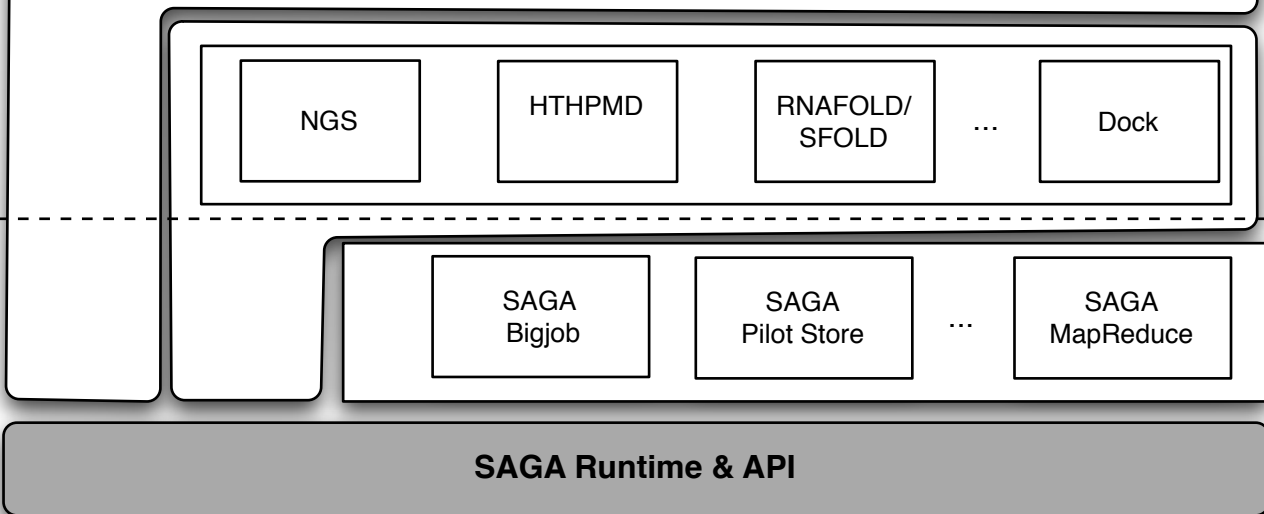 NGS
HTHPMD
RNAFOLD/
SFOLD
...
Dock
SAGA
Bigjob
SAGA
Pilot Store
...
SAGA
MapReduce
SAGA Runtime & API